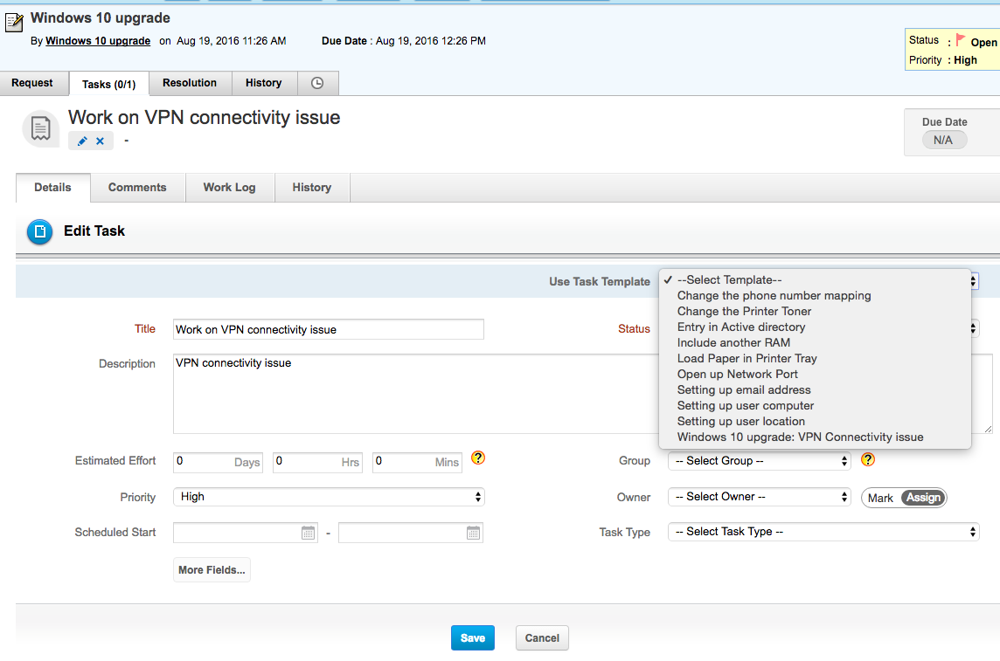 Windows 10 upgrade
By Windows 10 upgrade on Aug 19, 2016 11:26 AM Due Date : Aug 19, 2016 12:26 PM
Status : Open
Priority : High
Request Tasks (0/1) Resolution History
Work on VPN connectivity issue
-
Due Date
N/A
Details Comments Work Log History
Edit Task
Use Task Template
✓ --Select Template--
Change the phone number mapping
Change the Printer Toner
Entry in Active directory
Include another RAM
Load Paper in Printer Tray
Open up Network Port
Setting up email address
Setting up user computer
Setting up user location
Windows 10 upgrade: VPN Connectivity issue
Title Work on VPN connectivity issue Status
Description VPN connectivity issue
Estimated Effort 0 Days 0 Hrs 0 Mins ? Group -- Select Group -- ?
Priority High Owner -- Select Owner -- Mark Assign
Scheduled Start - Task Type -- Select Task Type --
More Fields...
Save Cancel